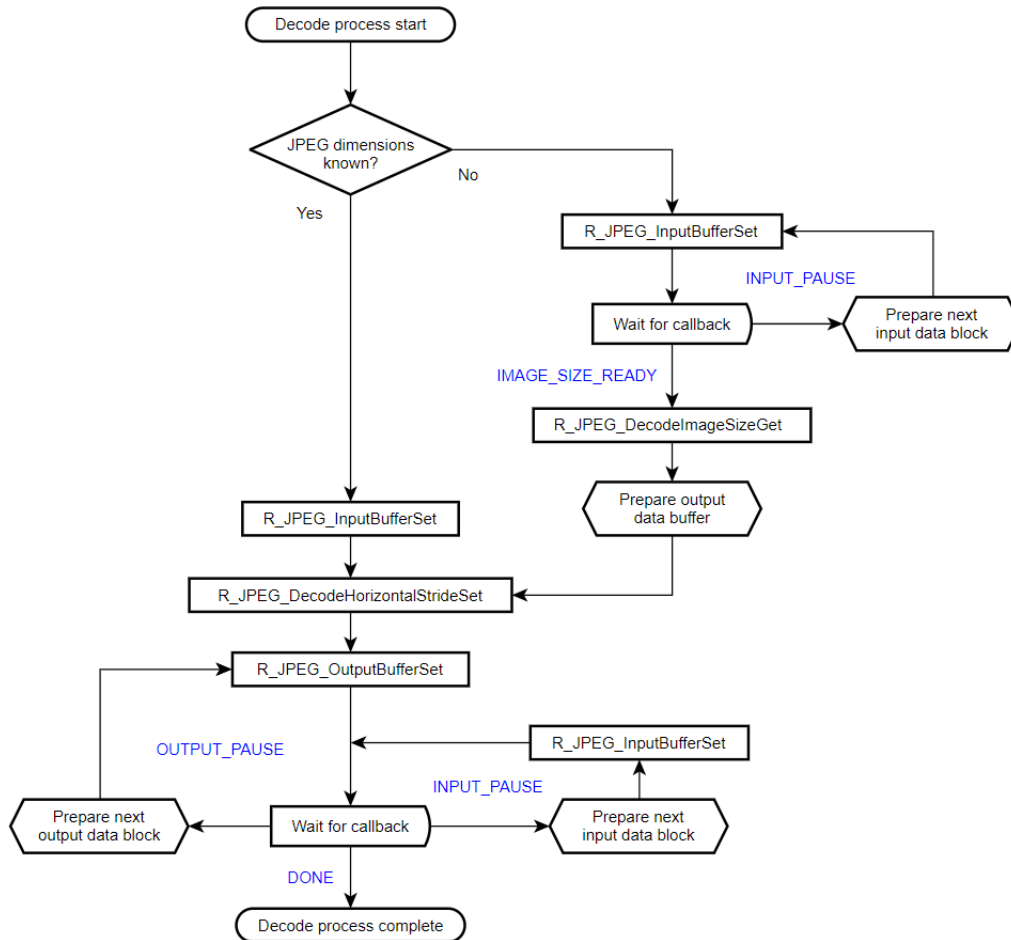 Decode process start
JPEG dimensions
known?
No
Yes
R_JPEG_InputBufferSet
INPUT_PAUSE
Wait for callback
Prepare next
input data block
IMAGE_SIZE_READY
R_JPEG_DecodeImageSizeGet
Prepare output
data buffer
R_JPEG_InputBufferSet
R_JPEG_DecodeHorizontalStrideSet
R_JPEG_OutputBufferSet
OUTPUT_PAUSE
R_JPEG_InputBufferSet
INPUT_PAUSE
Prepare next
output data block
Wait for callback
Prepare next
input data block
DONE
Decode process complete